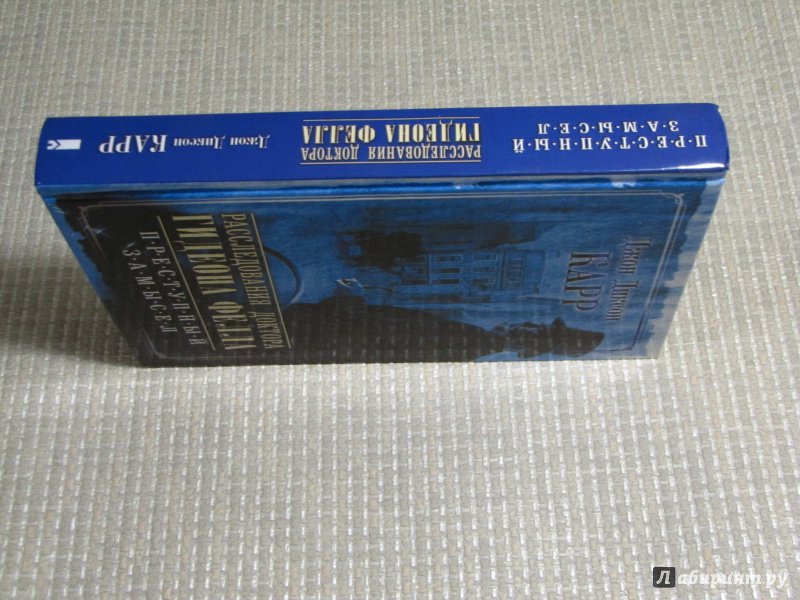 П·Р·Е·С·Т·У·П·Н·Ы·Й
З·А·М·Ы·С·Е·Л
РАССЛЕДОВАНИЯ ДОКТОРА
ГИДЕОНА ФЕЛЛА
Джон Диксон КАРР
Джон Диксон
КАРР
РАССЛЕДОВАНИЯ ДОКТОРА
ГИДЕОНА ФЕЛЛА
П·Р·Е·С·Т·У·П·Н·Ы·Й
З·А·М·Ы·С·Е·Л
Лабиринт.ру